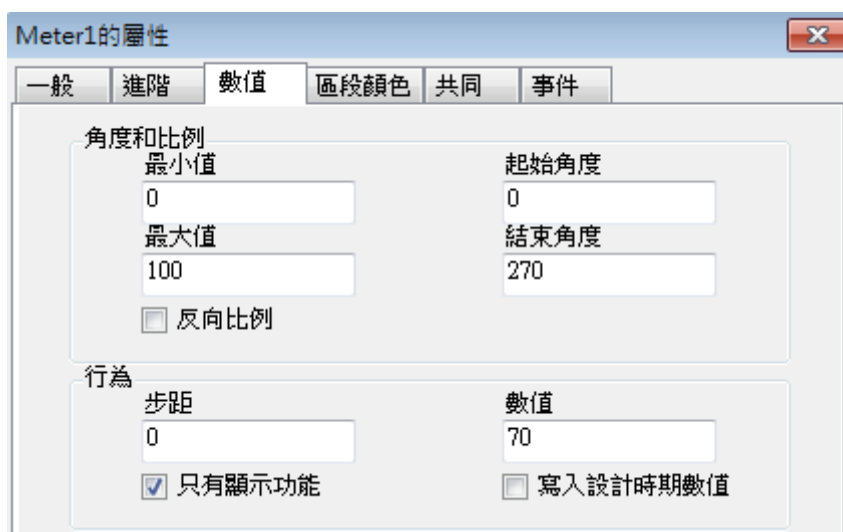 Meter1的屬性
一般 進階 數值 區段顏色 共同 事件
角度和比例
最小值 起始角度
0 0
最大值 結束角度
100 270
反向比例
行為
步距 數值
0 70
只有顯示功能 寫入設計時期數值